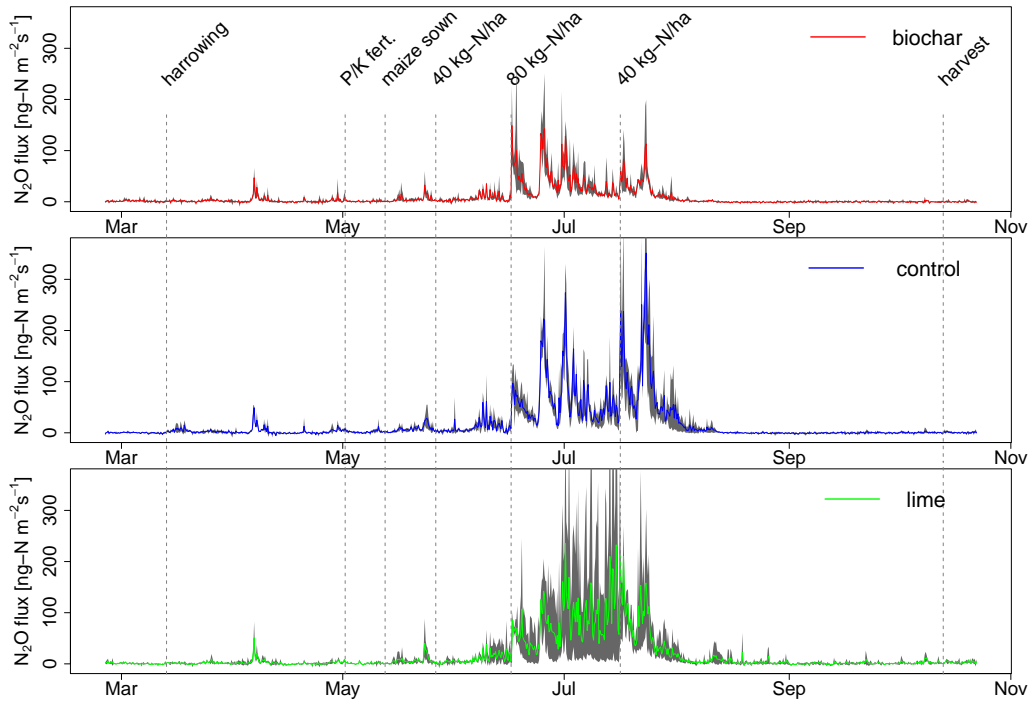 harrowing
P/K fert.
maize sown
40 kg–N/ha
80 kg–N/ha
40 kg–N/ha
harvest
biochar
N₂O flux [ng–N m⁻²s⁻¹]
300
200
100
0
Mar
May
Jul
Sep
Nov
control
N₂O flux [ng–N m⁻²s⁻¹]
300
200
100
0
Mar
May
Jul
Sep
Nov
lime
N₂O flux [ng–N m⁻²s⁻¹]
300
200
100
0
Mar
May
Jul
Sep
Nov